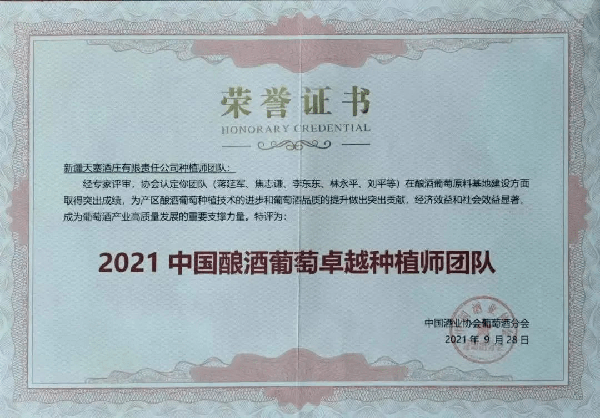 荣誉证书
HONORARY CREDENTIAL
新疆天塞酒庄有限责任公司种植师团队：
经专家评审，协会认定你团队（蒋廷军、焦志谦、李东东、林永平、刘平等）在酿酒葡萄原料基地建设方面
取得突出成绩，为产区酿酒葡萄种植技术的进步和葡萄酒品质的提升做出突出贡献，经济效益和社会效益显著，
成为葡萄酒产业高质量发展的重要支撑力量。特评为：
2021 中国酿酒葡萄卓越种植师团队
中国酒业协会葡萄酒分会
2021 年 9 月 28 日